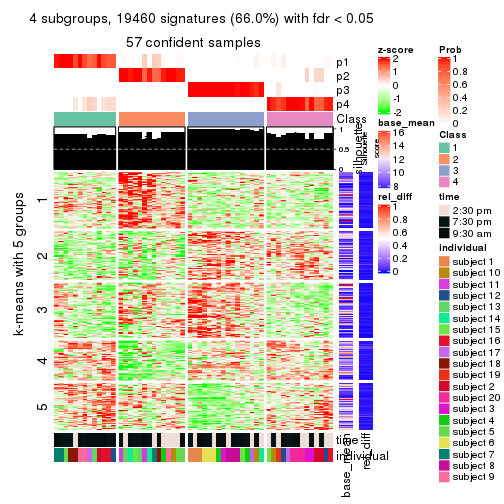 4 subgroups, 19460 signatures (66.0%) with fdr < 0.05
57 confident samples
p1
p2
p3
p4
Class
silhouette
1
0.5
0
Silhouette
score
k-means with 5 groups
1
2
3
4
5
time
individual
base_mean
rel_diff
z-score
2
1
0
-1
-2
base_mean
16
14
12
10
8
rel_diff
1
0.8
0.6
0.4
0.2
0
Prob
1
0.8
0.6
0.4
0.2
0
Class
1
2
3
4
time
2:30 pm
7:30 pm
9:30 am
individual
subject 1
subject 10
subject 11
subject 12
subject 13
subject 14
subject 15
subject 16
subject 17
subject 18
subject 19
subject 2
subject 20
subject 3
subject 4
subject 5
subject 6
subject 7
subject 8
subject 9